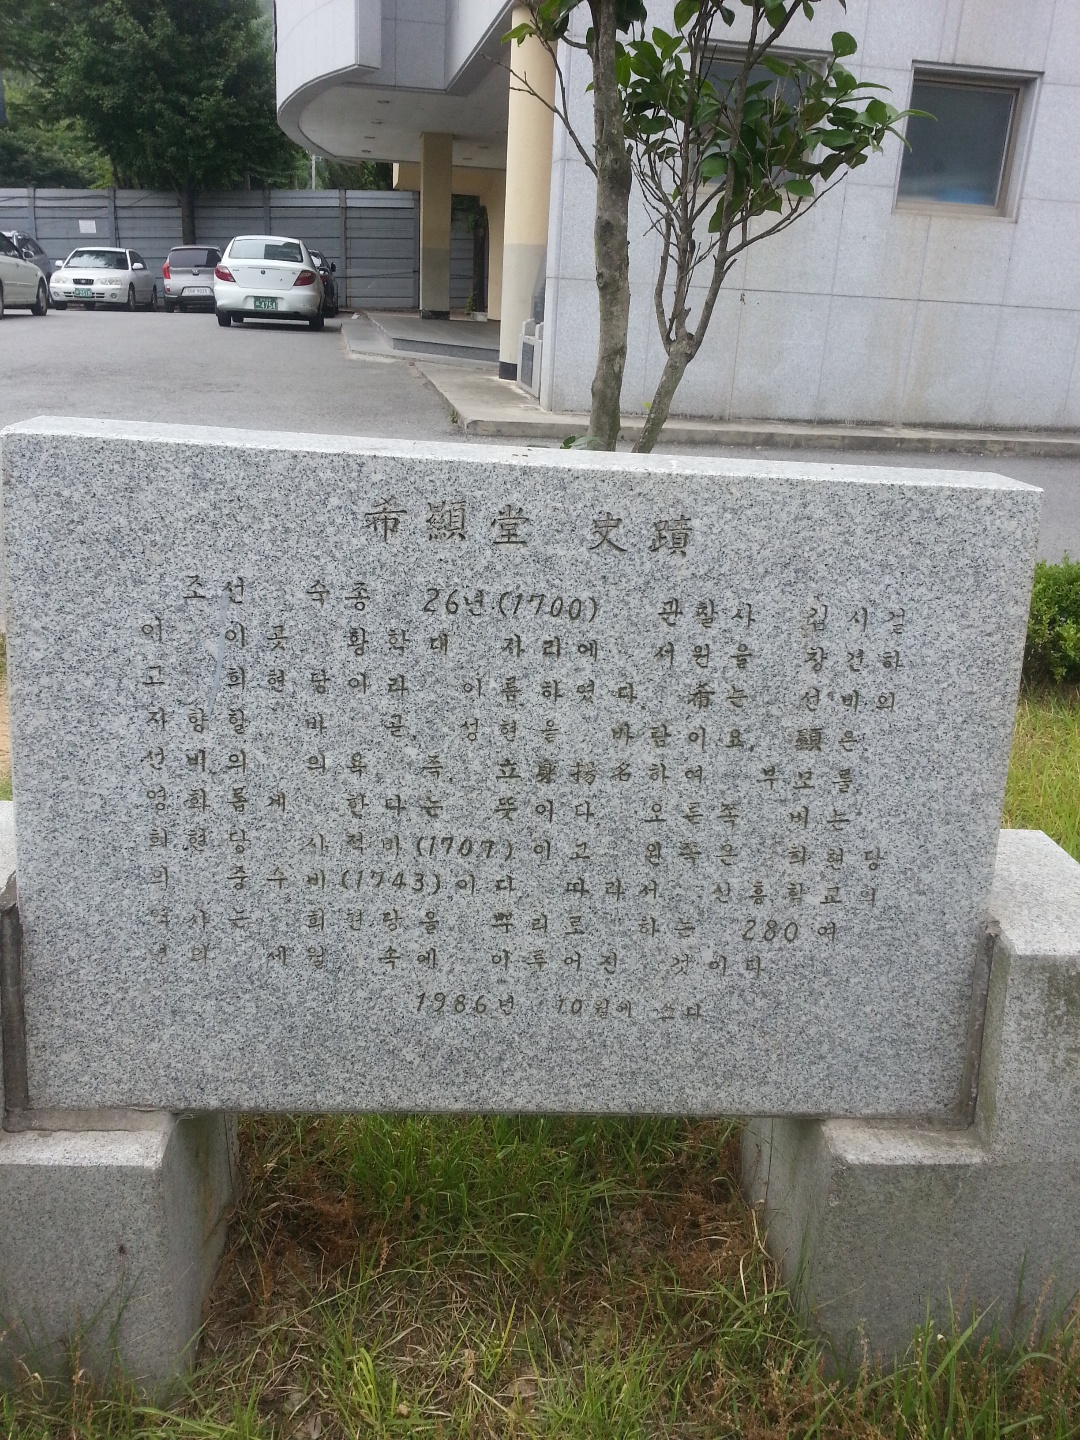 希顯堂 史蹟
조선 숙종 26년(1700) 관찰사 김시걸
이 이곳 황학대 자리에 서원을 창건하
고 희현당이라 이름하였다. 希는 선비의
지향할 바 곧, 성현을 바람이요, 顯은
선비의 의욕 즉, 立身揚名하여 부모를
영화롭게 한다는 뜻이다. 오른쪽 비는
희현당 사적비(1707)이고 왼쪽은 희현당
의 중수비(1743)이다. 따라서 신흥학교의
역사는 희현당을 뿌리로 하는 280여
년의 세월 속에 이루어진 것이다.
1986년 10월에 쓰다
4754